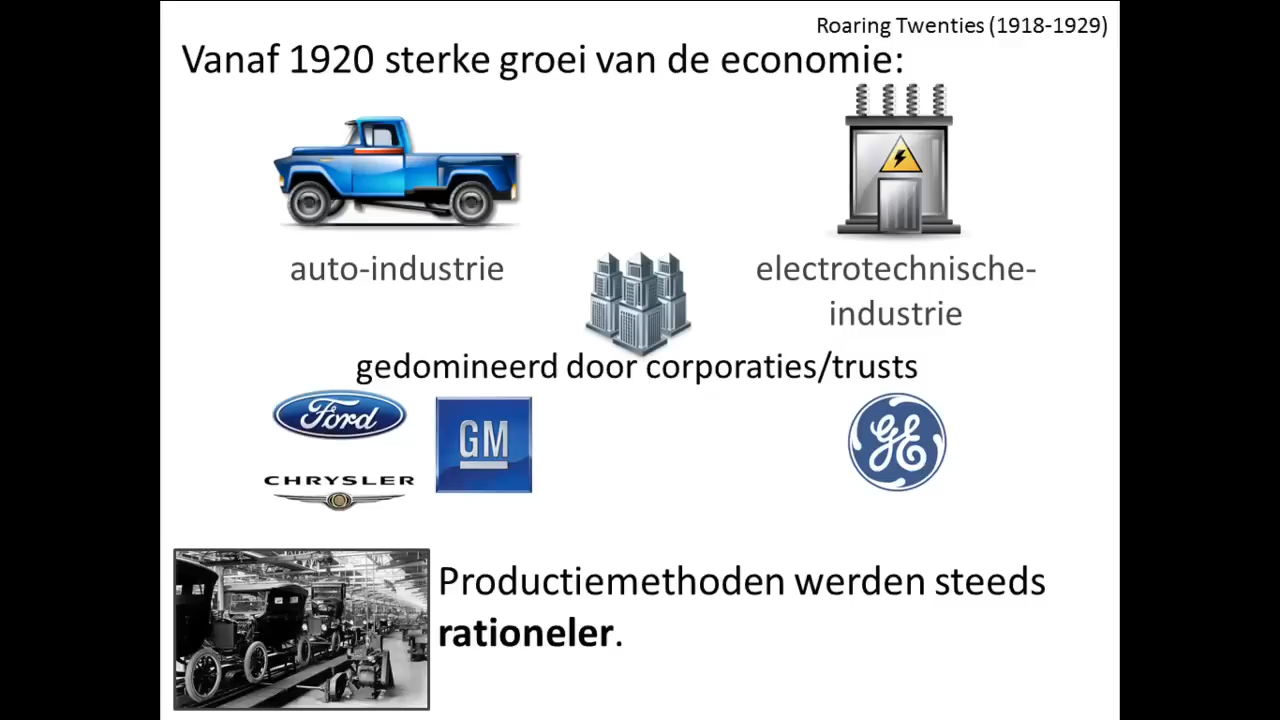 Roaring Twenties (1918-1929)
Vanaf 1920 sterke groei van de economie:
auto-industrie
electrotechnische-
industrie
gedomineerd door corporaties/trusts
Ford
GM
CHRYSLER
GE
Productiemethoden werden steeds
rationeler.